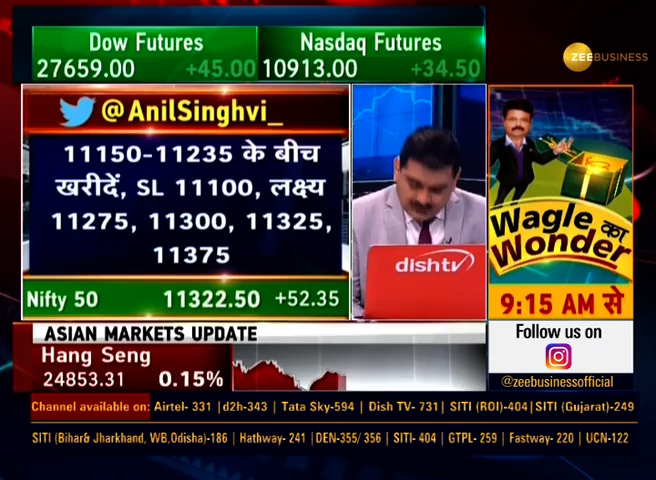 Dow Futures
27659.00 +45.00
Nasdaq Futures
10913.00 +34.50
ZEEBUSINESS
@AnilSinghvi_
11150-11235 के बीच
खरीदें, SL 11100, लक्ष्य
11275, 11300, 11325,
11375
Nifty 50 11322.50 +52.35
dishtv
Wagle का
Wonder
9:15 AM से
ASIAN MARKETS UPDATE
Hang Seng
24853.31 0.15%
Follow us on
@zeebusinessofficial
Channel available on: Airtel- 331 | d2h-343 | Tata Sky-594 | Dish TV- 731| SITI (ROI)-404| SITI (Gujarat)-249
SITI (Bihar& Jharkhand, WB,Odisha)-186 | Hathway- 241 |DEN-355/ 356 | SITI- 404 | GTPL- 259 | Fastway- 220 | UCN-122